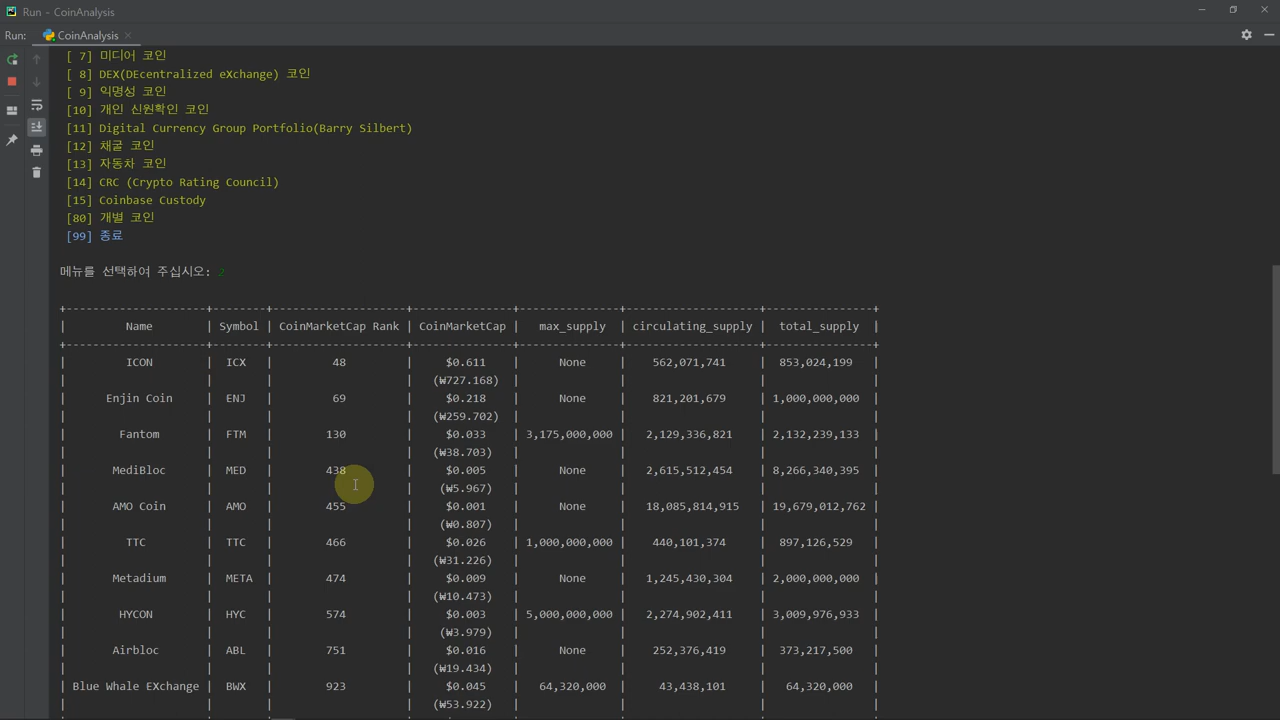 Run - CoinAnalysis
Run: CoinAnalysis
[ 7] 미디어 코인
[ 8] DEX(DEcentralized eXchange) 코인
[ 9] 익명성 코인
[10] 개인 신원확인 코인
[11] Digital Currency Group Portfolio(Barry Silbert)
[12] 채굴 코인
[13] 자동차 코인
[14] CRC (Crypto Rating Council)
[15] Coinbase Custody
[80] 개별 코인
[99] 종료
메뉴를 선택하여 주십시오: 2
+----------------------+--------+---------------------+---------------+----------------+---------------------+----------------+
| Name | Symbol | CoinMarketCap Rank | CoinMarketCap | max_supply | circulating_supply | total_supply |
+----------------------+--------+---------------------+---------------+----------------+---------------------+----------------+
| ICON | ICX | 48 | $0.611 | None | 562,071,741 | 853,024,199 |
| | | | (₩727.168) | | | |
| Enjin Coin | ENJ | 69 | $0.218 | None | 821,201,679 | 1,000,000,000 |
| | | | (₩259.702) | | | |
| Fantom | FTM | 130 | $0.033 | 3,175,000,000 | 2,129,336,821 | 2,132,239,133 |
| | | | (₩38.703) | | | |
| MediBloc | MED | 438 | $0.005 | None | 2,615,512,454 | 8,266,340,395 |
| | | | (₩5.967) | | | |
| AMO Coin | AMO | 455 | $0.001 | None | 18,085,814,915 | 19,679,012,762 |
| | | | (₩0.807) | | | |
| TTC | TTC | 466 | $0.026 | 1,000,000,000 | 440,101,374 | 897,126,529 |
| | | | (₩31.226) | | | |
| Metadium | META | 474 | $0.009 | None | 1,245,430,304 | 2,000,000,000 |
| | | | (₩10.473) | | | |
| HYCON | HYC | 574 | $0.003 | 5,000,000,000 | 2,274,902,411 | 3,009,976,933 |
| | | | (₩3.979) | | | |
| Airbloc | ABL | 751 | $0.016 | None | 252,376,419 | 373,217,500 |
| | | | (₩19.434) | | | |
| Blue Whale EXchange | BWX | 923 | $0.045 | 64,320,000 | 43,438,101 | 64,320,000 |
| | | | (₩53.922) | | | |